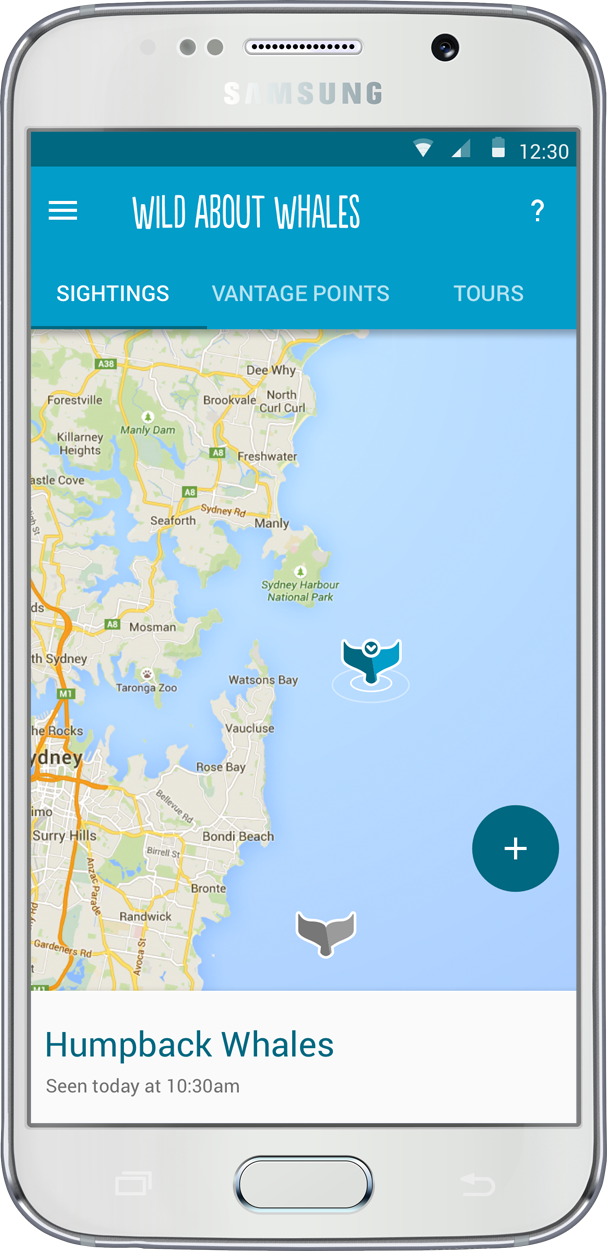 SAMSUNG
12:30
WILD ABOUT WHALES
?
SIGHTINGS
VANTAGE POINTS
TOURS
A38
Dee Why
Forestville
Brookvale
North
Curl Curl
Manly Dam
Killarney
Heights
A8
Freshwater
astle Cove
A8
Sydney Rd
Seaforth
Manly
Sydney Harbour
National Park
ds
A8
Mosman
th Sydney
Taronga Zoo
Watsons Bay
M1
he Rocks
Vaucluse
ydney
Rose Bay
Bellevue Rd
imo
Surry Hills
Bondi Beach
Birrell St
Anzac Parade
Bronte
Randwick
Avoca St
Gardeners Rd
t
M1
+
Humpback Whales
Seen today at 10:30am